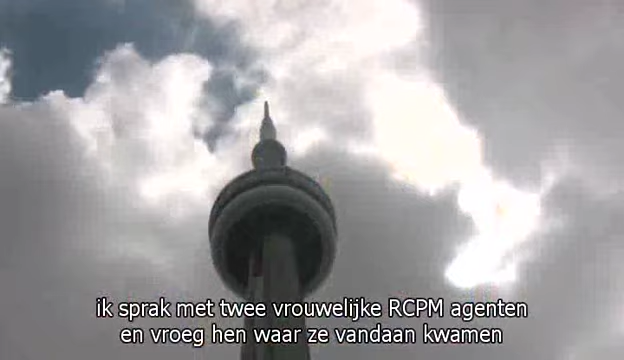 ik sprak met twee vrouwelijke RCPM agenten
en vroeg hen waar ze vandaan kwamen